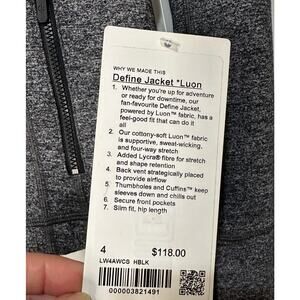 WHY WE MADE THIS
Define Jacket *Luon
1. Whether you're up for adventure
or ready for downtime, our
fan-favourite Define Jacket,
powered by Luon™ fabric, has a
feel-good fit that can do it
all
2. Our cottony-soft Luon™ fabric
is supportive, sweat-wicking,
and four-way stretch
3. Added Lycra® fibre for stretch
and shape retention
4. Back vent strategically placed
to provide airflow
5. Thumbholes and Cuffins™ keep
sleeves down and chills out
6. Secure front pockets
7. Slim fit, hip length
4 $118.00
LW4AWCS HBLK
000003821491